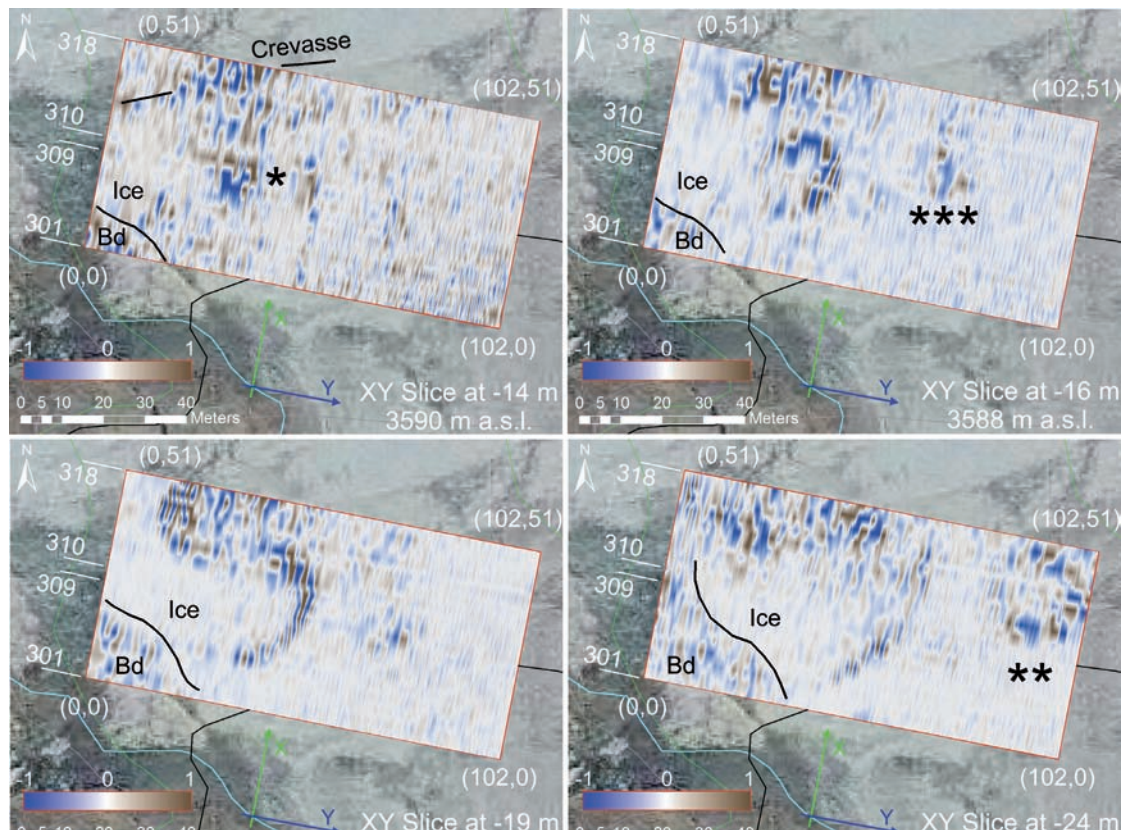 N
318
(0,51)
Crevasse
(102,51)
310
309
*
Ice
301
Bd
(0,0)
X
(102,0)
-1 0 1
Y
XY Slice at -14 m
0 5 10 20 30 40
Meters
3590 m a.s.l.
N
318
(0,51)
(102,51)
310
309
***
Ice
301
Bd
(0,0)
X
(102,0)
-1 0 1
Y
XY Slice at -16 m
0 5 10 20 30 40
Meters
3588 m a.s.l.
N
318
(0,51)
(102,51)
310
309
Ice
301
Bd
(0,0)
X
(102,0)
-1 0 1
Y
XY Slice at -19 m
N
318
(0,51)
(102,51)
310
309
Ice
301
Bd
**
(0,0)
X
(102,0)
-1 0 1
Y
XY Slice at -24 m